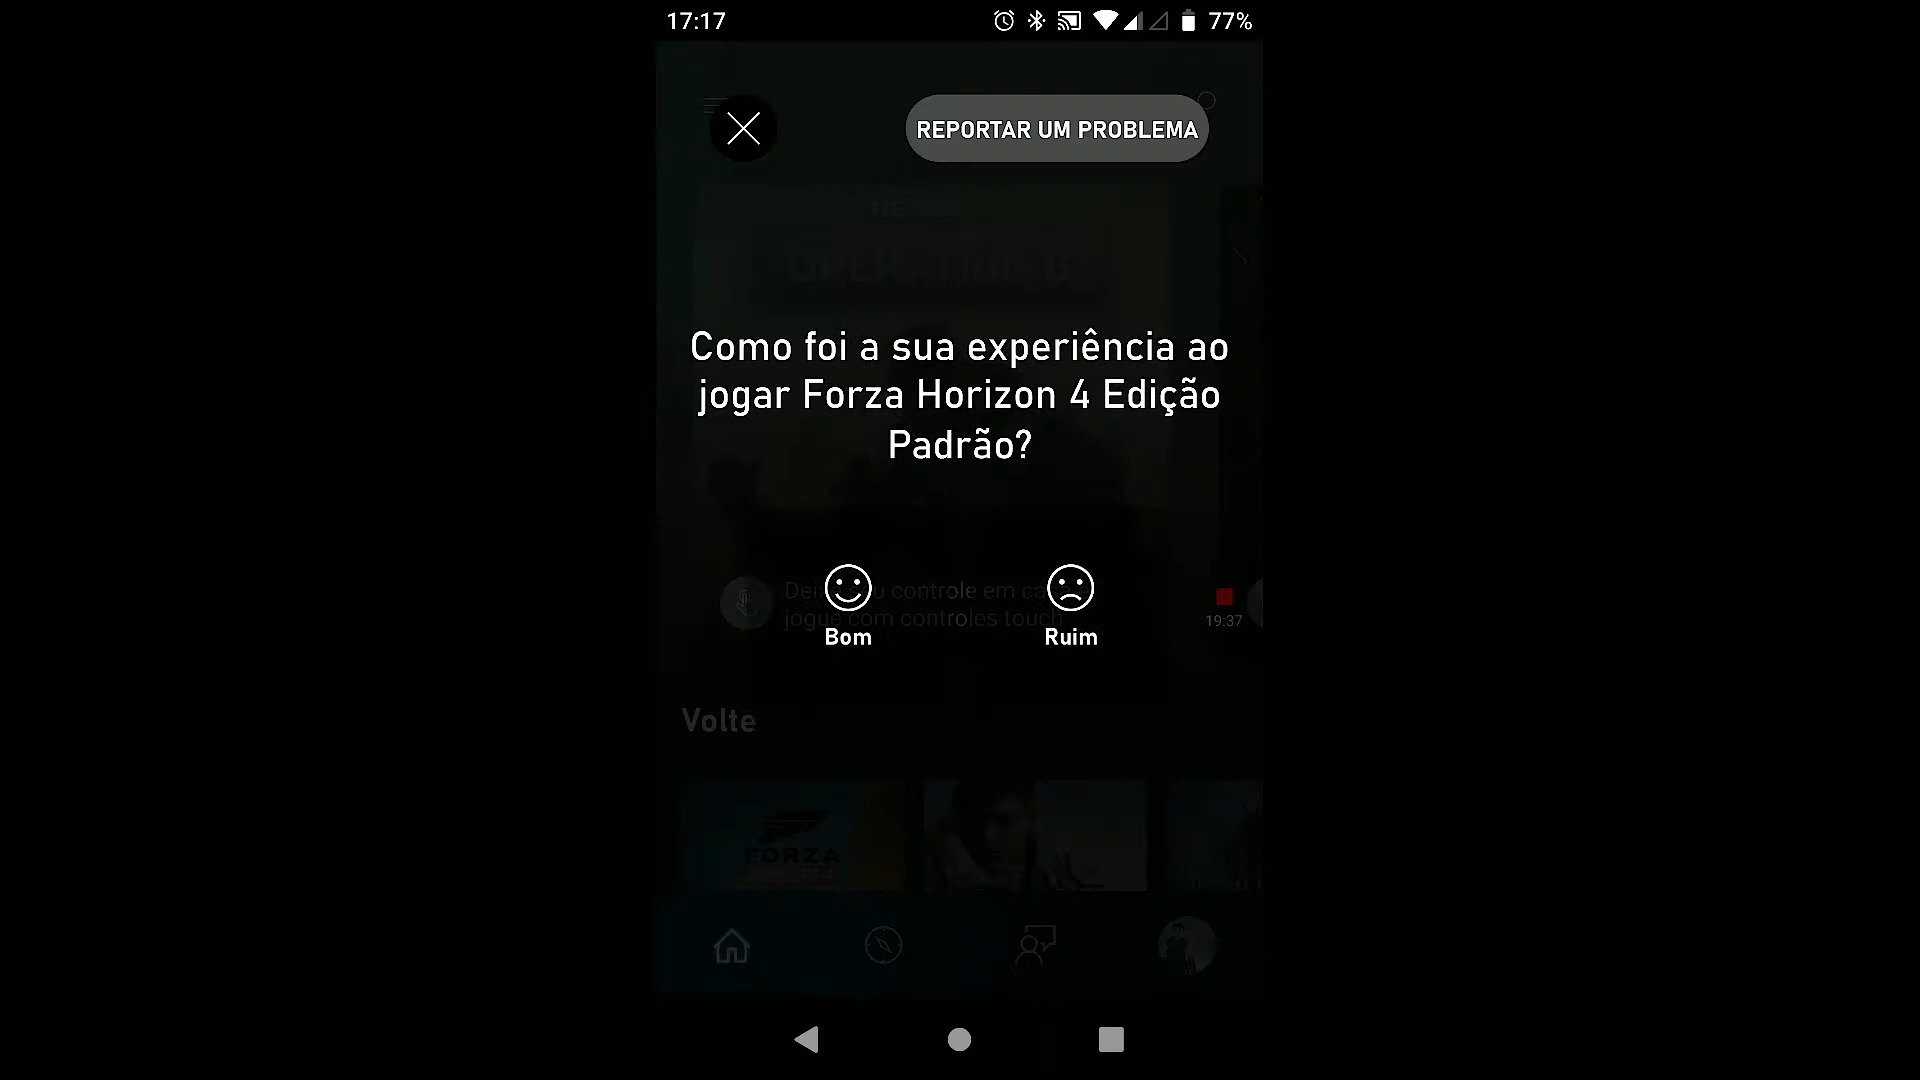 17:17
77%
REPORTAR UM PROBLEMA
Como foi a sua experiência ao
jogar Forza Horizon 4 Edição
Padrão?
controle em
jogue com controles touch
19:37
Bom
Ruim
Volte
FORZA